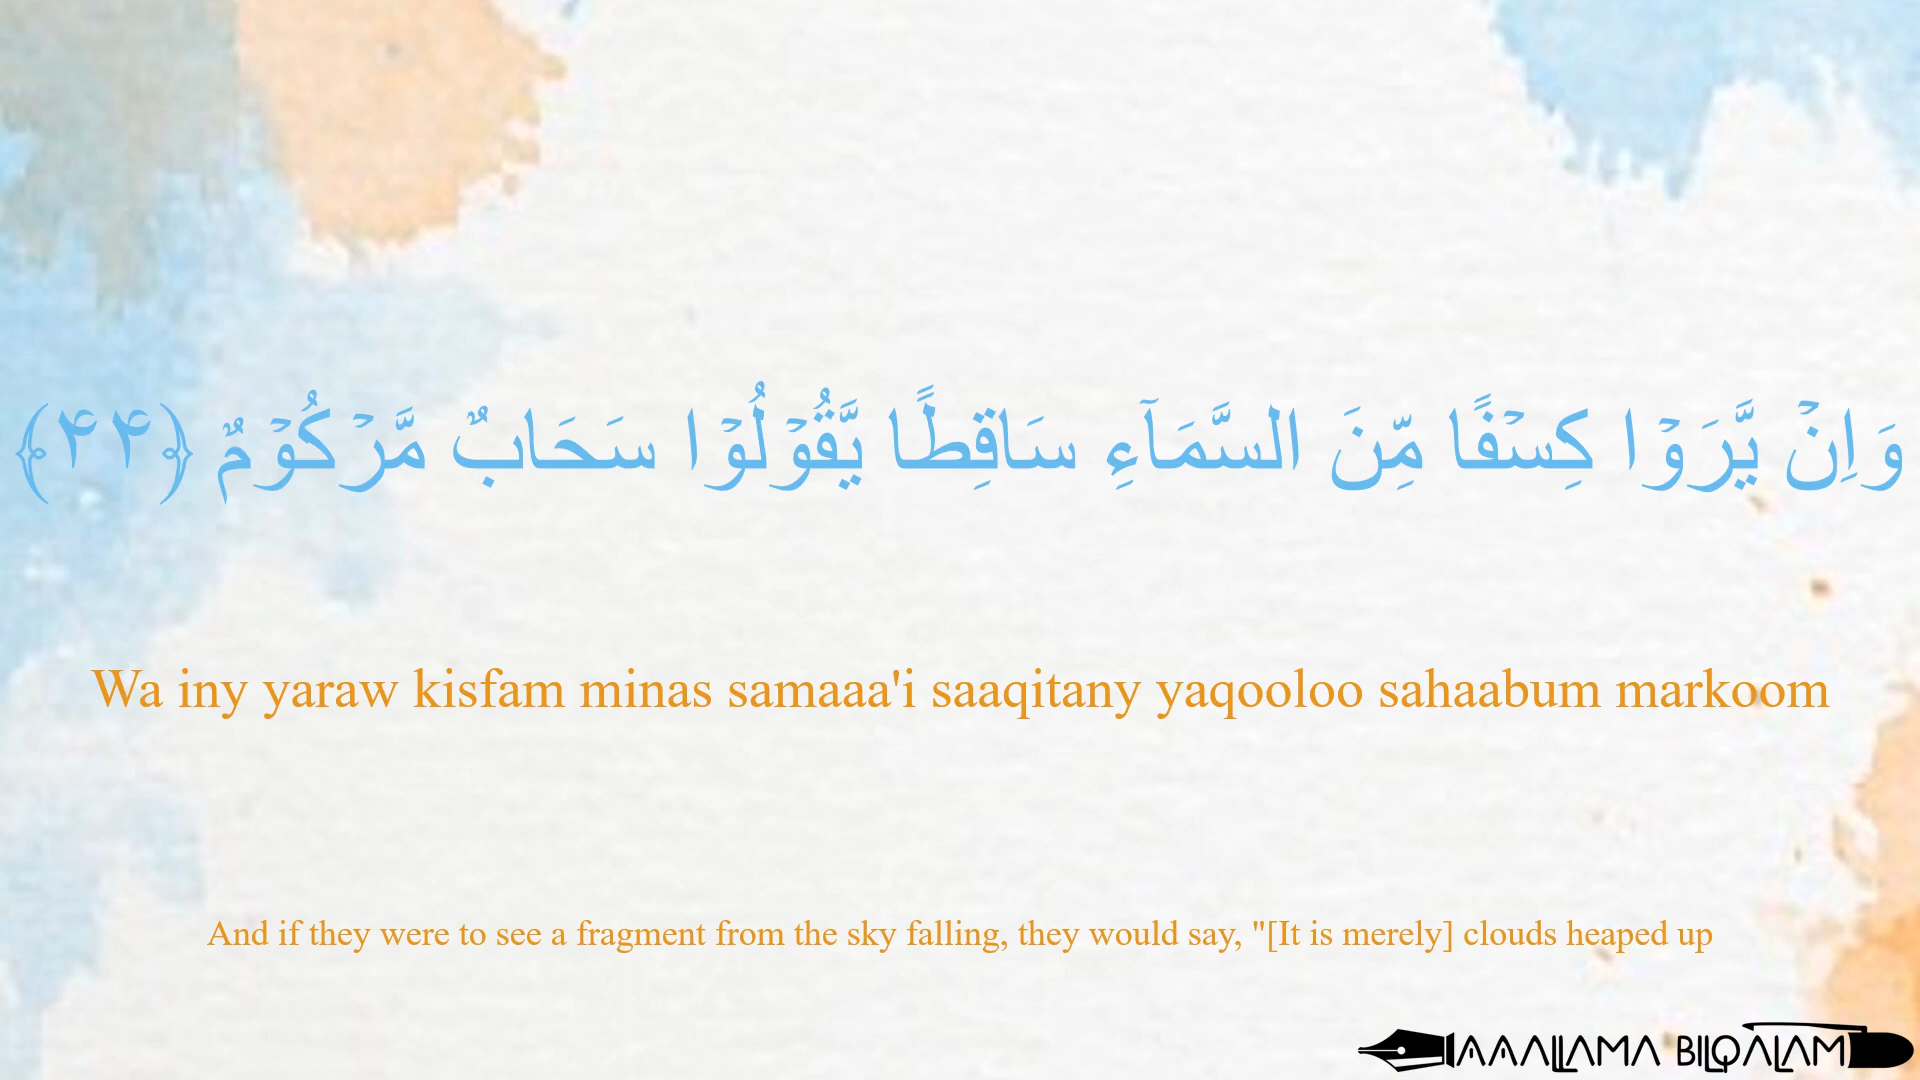 وَاِنۡ يَّرَوۡا كِسۡفًا مِّنَ السَّمَآءِ سَاقِطًا يَّقُوۡلُوۡا سَحَابٌ مَّرۡكُوۡمٌ ﴿۴۴﴾
Wa iny yaraw kisfam minas samaaa'i saaqitany yaqooloo sahaabum markoom
And if they were to see a fragment from the sky falling, they would say, "[It is merely] clouds heaped up
AAALLAMA BILQALAM